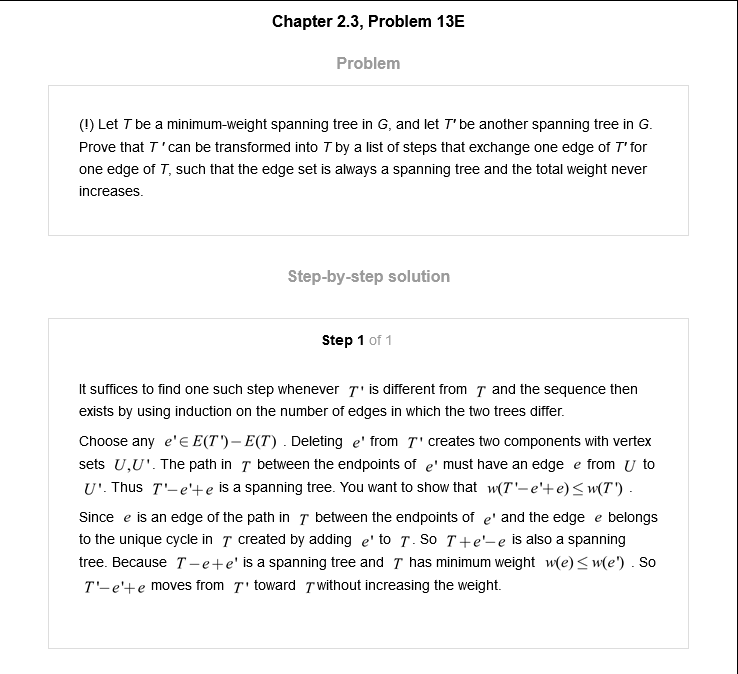 Chapter 2.3, Problem 13E
Problem
(!) Let T be a minimum-weight spanning tree in G, and let T' be another spanning tree in G.
Prove that T ' can be transformed into T by a list of steps that exchange one edge of T' for
one edge of T, such that the edge set is always a spanning tree and the total weight never
increases.
Step-by-step solution
Step 1 of 1
It suffices to find one such step whenever T' is different from T and the sequence then
exists by using induction on the number of edges in which the two trees differ.
Choose any e'∈E(T')−E(T) . Deleting e' from T' creates two components with vertex
sets U,U'. The path in T between the endpoints of e' must have an edge e from U to
U'. Thus T'−e'+e is a spanning tree. You want to show that w(T'−e'+e)≤w(T') .
Since e is an edge of the path in T between the endpoints of e' and the edge e belongs
to the unique cycle in T created by adding e' to T. So T+e'−e is also a spanning
tree. Because T−e+e' is a spanning tree and T has minimum weight w(e)≤w(e') . So
T'−e'+e moves from T' toward T without increasing the weight.